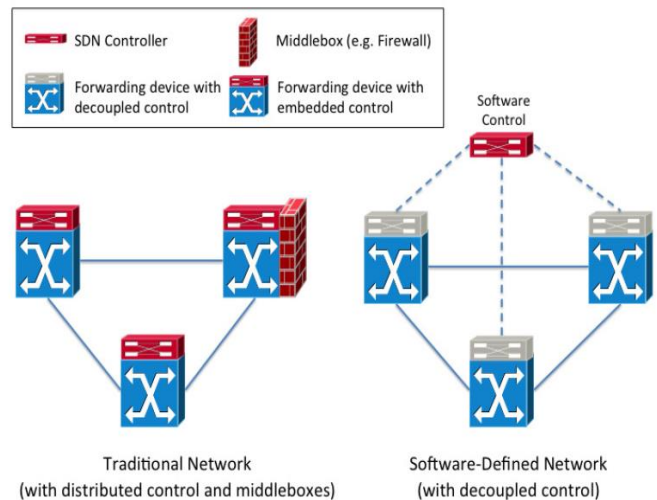 SDN Controller
Middlebox (e.g. Firewall)
Forwarding device with
decoupled control
Forwarding device with
embedded control
Software
Control
Traditional Network
(with distributed control and middleboxes)
Software-Defined Network
(with decoupled control)